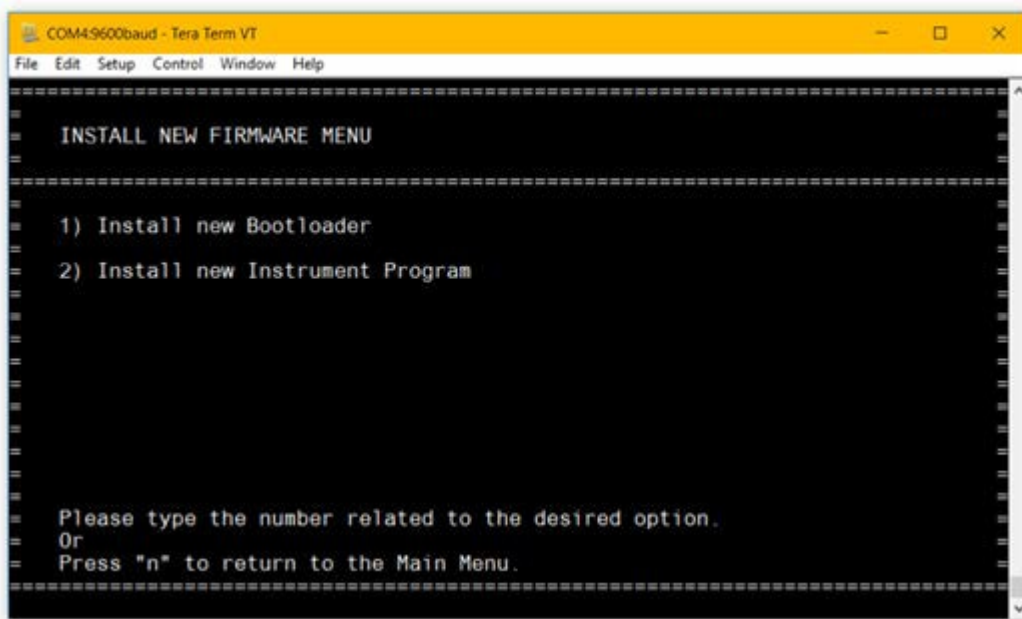 COM4:9600baud - Tera Term VT
File Edit Setup Control Window Help
INSTALL NEW FIRMWARE MENU
1) Install new Bootloader
2) Install new Instrument Program
Please type the number related to the desired option.
Or
Press "n" to return to the Main Menu.